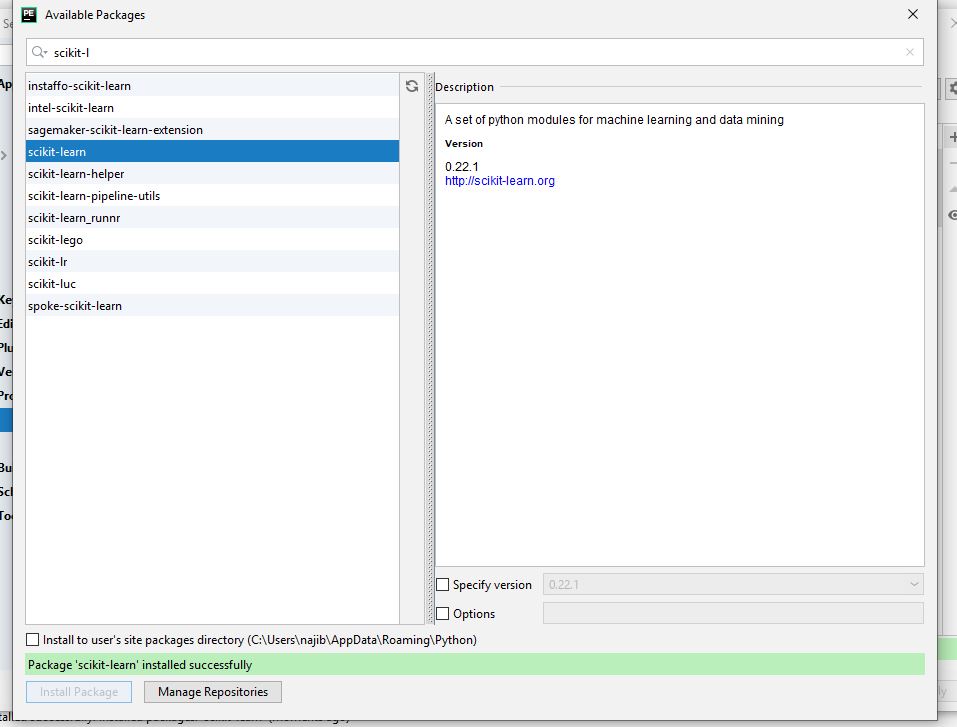 PE Available Packages
scikit-l
instaffo-scikit-learn
intel-scikit-learn
sagemaker-scikit-learn-extension
scikit-learn
scikit-learn-helper
scikit-learn-pipeline-utils
scikit-learn_runnr
scikit-lego
scikit-lr
scikit-luc
spoke-scikit-learn
Description
A set of python modules for machine learning and data mining
Version
0.22.1
http://scikit-learn.org
Specify version 0.22.1
Options
Install to user's site packages directory (C:\Users\najib\AppData\Roaming\Python)
Package 'scikit-learn' installed successfully
Install Package Manage Repositories